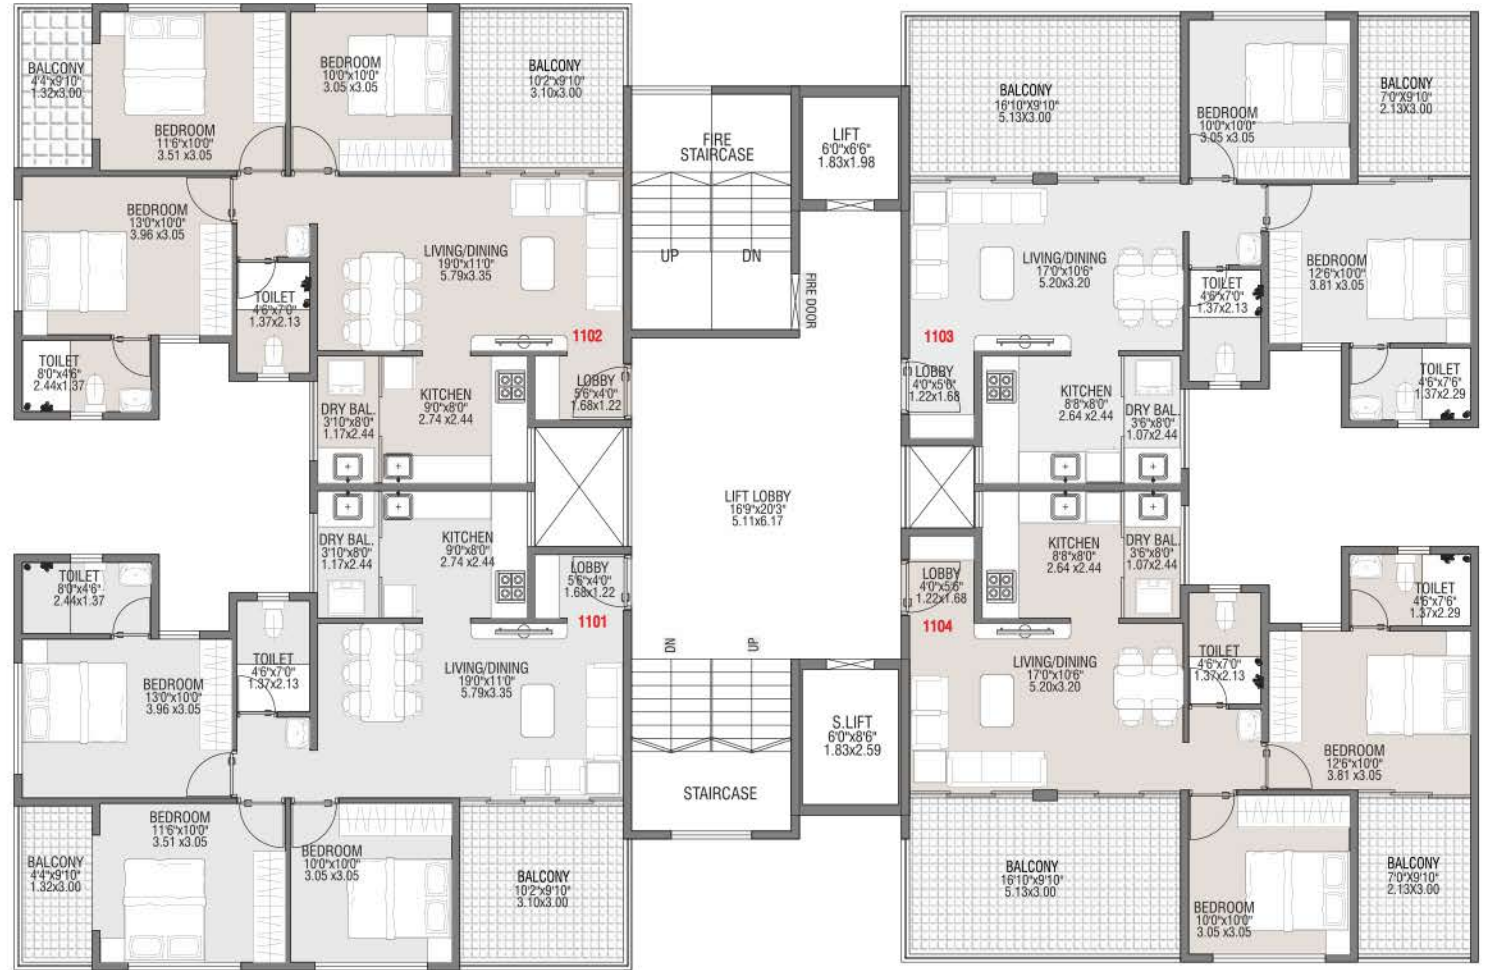 BALCONY
4'4"x9'10"
1.32x3.00
BEDROOM
11'6"x10'0"
3.51 x3.05
BEDROOM
10'0"x10'0"
3.05 x3.05
BALCONY
10'2"x9'10"
3.10x3.00
BEDROOM
13'0"x10'0"
3.96 x3.05
LIVING/DINING
19'0"x11'0"
5.79x3.35
TOILET
4'6"x7'0"
1.37x2.13
TOILET
8'0"x4'6"
2.44x1.37
1102
LOBBY
5'6"x4'0"
1.68x1.22
KITCHEN
9'0"x8'0"
2.74 x2.44
DRY BAL.
3'10"x8'0"
1.17x2.44
FIRE
STAIRCASE
UP
DN
LIFT
6'0"x6'6"
1.83x1.98
FIRE DOOR
BALCONY
16'10"X9'10"
5.13X3.00
BEDROOM
10'0"x10'0"
3.05 x3.05
BALCONY
7'0"X9'10"
2.13X3.00
LIVING/DINING
17'0"x10'6"
5.20x3.20
TOILET
4'6"x7'0"
1.37x2.13
BEDROOM
12'6"x10'0"
3.81 x3.05
1103
LOBBY
4'0"x5'6"
1.22x1.68
KITCHEN
8'8"x8'0"
2.64 x2.44
DRY BAL.
3'6"x8'0"
1.07x2.44
TOILET
4'6"x7'6"
1.37x2.29
LIFT LOBBY
16'9"x20'3"
5.11x6.17
DRY BAL.
3'10"x8'0"
1.17x2.44
KITCHEN
9'0"x8'0"
2.74 x2.44
LOBBY
5'6"x4'0"
1.68x1.22
1101
TOILET
8'0"x4'6"
2.44x1.37
TOILET
4'6"x7'0"
1.37x2.13
BEDROOM
13'0"x10'0"
3.96 x3.05
LIVING/DINING
19'0"x11'0"
5.79x3.35
BALCONY
4'4"x9'10"
1.32x3.00
BEDROOM
11'6"x10'0"
3.51 x3.05
BEDROOM
10'0"x10'0"
3.05 x3.05
BALCONY
10'2"x9'10"
3.10x3.00
DN
UP
STAIRCASE
S.LIFT
6'0"x8'6"
1.83x2.59
LOBBY
4'0"x5'6"
1.22x1.68
1104
KITCHEN
8'8"x8'0"
2.64 x2.44
DRY BAL.
3'6"x8'0"
1.07x2.44
TOILET
4'6"x7'6"
1.37x2.29
LIVING/DINING
17'0"x10'6"
5.20x3.20
TOILET
4'6"x7'0"
1.37x2.13
BEDROOM
12'6"x10'0"
3.81 x3.05
BALCONY
16'10"x9'10"
5.13x3.00
BEDROOM
10'0"x10'0"
3.05 x3.05
BALCONY
7'0"X9'10"
2.13X3.00